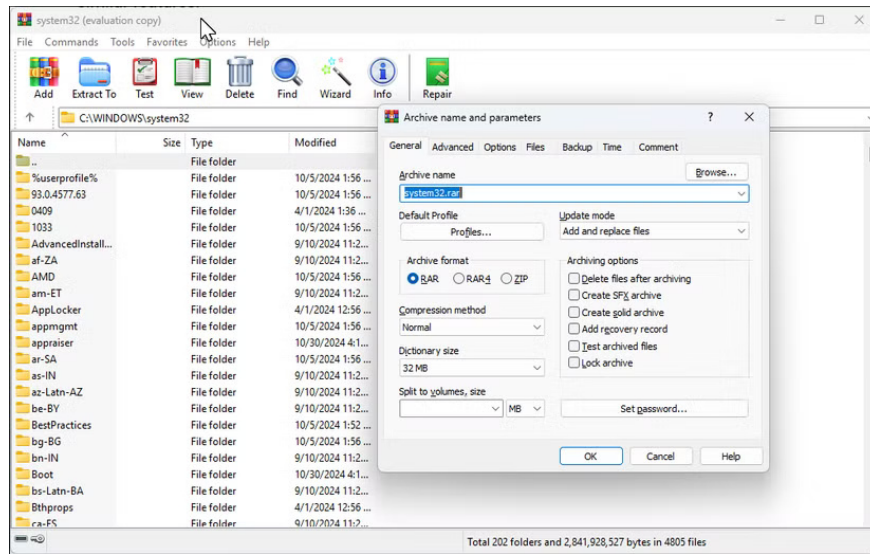 system32 (evaluation copy)
File Commands Tools Favorites Options Help
Add Extract To Test View Delete Find Wizard Info Repair
C:\WINDOWS\system32
Name Size Type Modified
.. File folder
%userprofile% File folder 10/5/2024 1:56 ...
93.0.4577.63 File folder 10/5/2024 1:56 ...
0409 File folder 4/1/2024 1:36 ...
1033 File folder 10/5/2024 1:56 ...
AdvancedInstall... File folder 9/10/2024 11:2...
af-ZA File folder 9/10/2024 11:2...
AMD File folder 10/5/2024 1:56 ...
am-ET File folder 9/10/2024 11:2...
AppLocker File folder 4/1/2024 12:56 ...
appmgmt File folder 10/5/2024 1:56 ...
appraiser File folder 10/30/2024 4:1...
ar-SA File folder 10/5/2024 1:56 ...
as-IN File folder 9/10/2024 11:2...
az-Latn-AZ File folder 9/10/2024 11:2...
be-BY File folder 9/10/2024 11:2...
BestPractices File folder 10/5/2024 1:52 ...
bg-BG File folder 10/5/2024 1:56 ...
bn-IN File folder 9/10/2024 11:2...
Boot File folder 10/30/2024 4:1...
bs-Latn-BA File folder 9/10/2024 11:2...
Bthprops File folder 4/1/2024 12:56 ...
ca-ES File folder 9/10/2024 11:2...
Total 202 folders and 2,841,928,527 bytes in 4805 files
Archive name and parameters ?
General Advanced Options Files Backup Time Comment
Archive name
Browse...
system32.rar
Default Profile
Profiles...
Update mode
Add and replace files
Archive format
RAR RAR4 ZIP
Compression method
Normal
Dictionary size
32 MB
Split to volumes, size
MB
Archiving options
Delete files after archiving
Create SFX archive
Create solid archive
Add recovery record
Test archived files
Lock archive
Set password...
OK Cancel Help